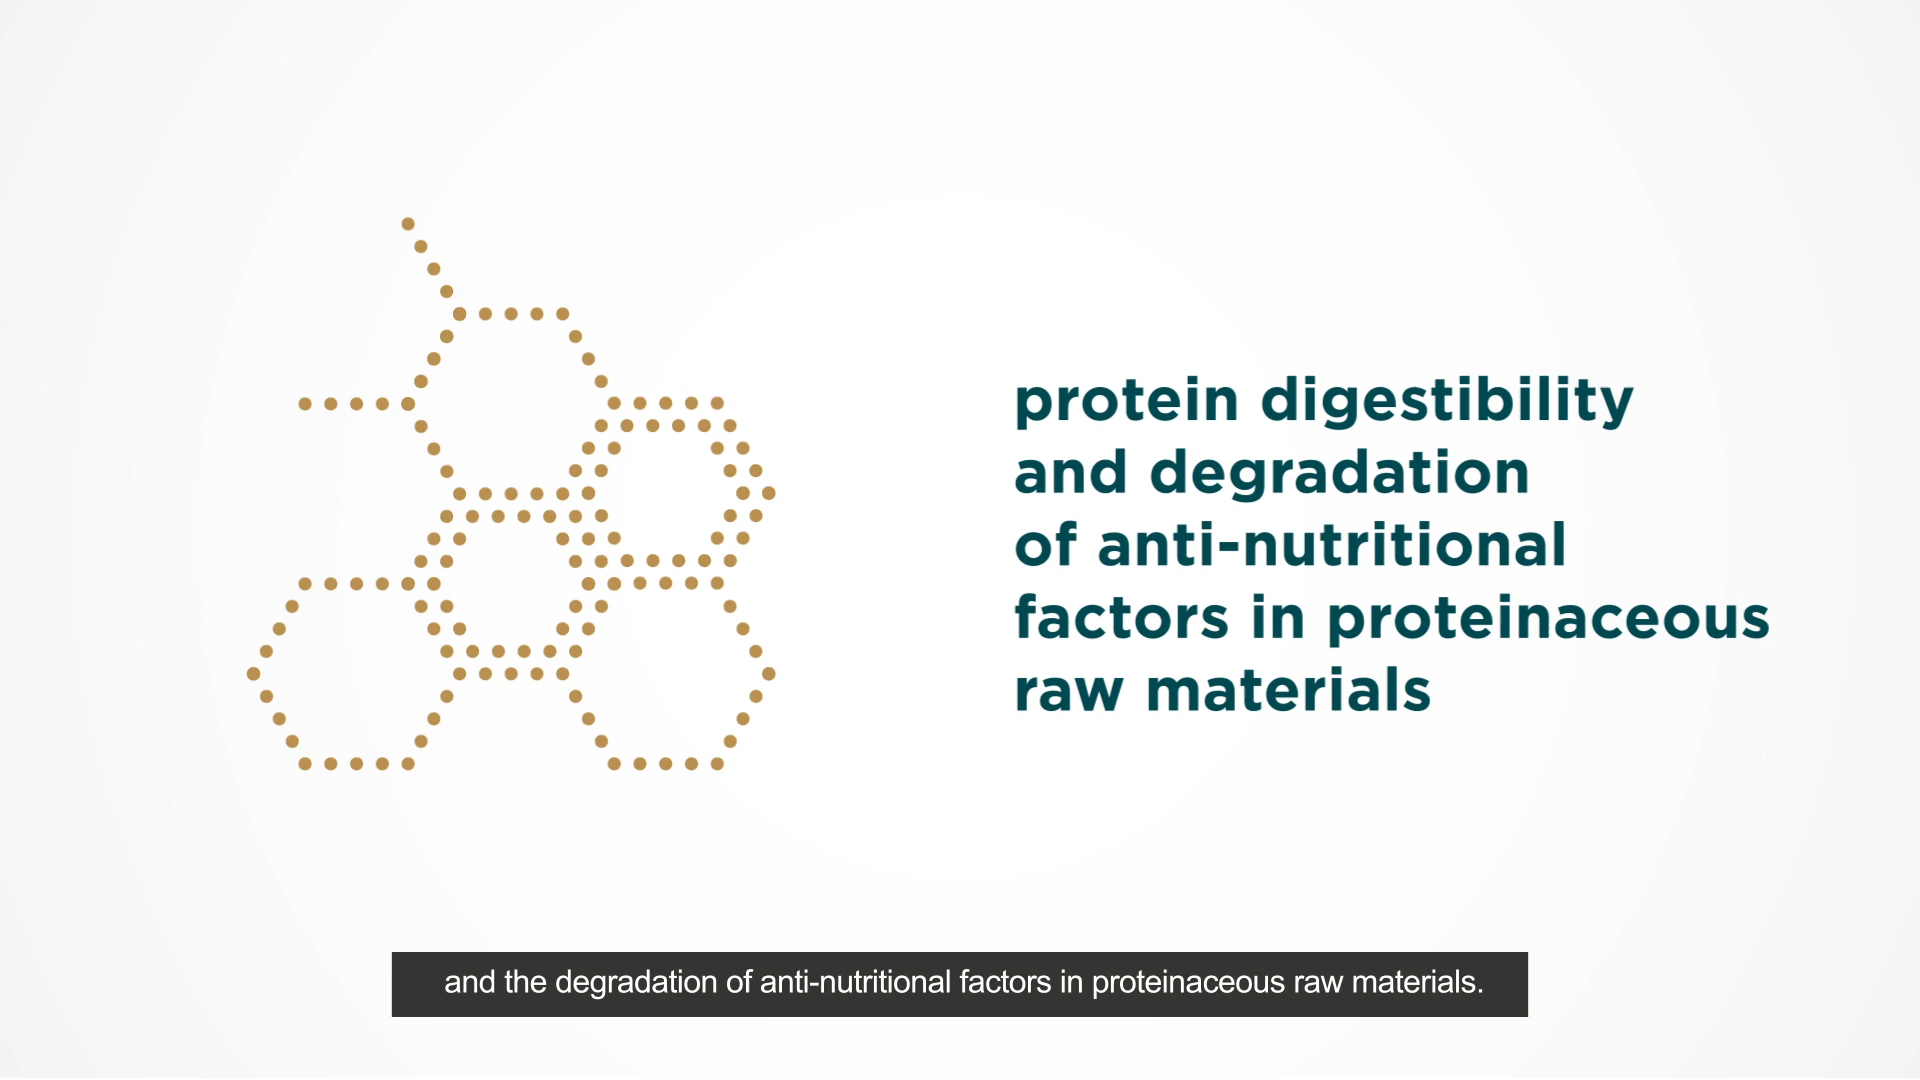 protein digestibility
and degradation
of anti-nutritional
factors in proteinaceous
raw materials
and the degradation of anti-nutritional factors in proteinaceous raw materials.